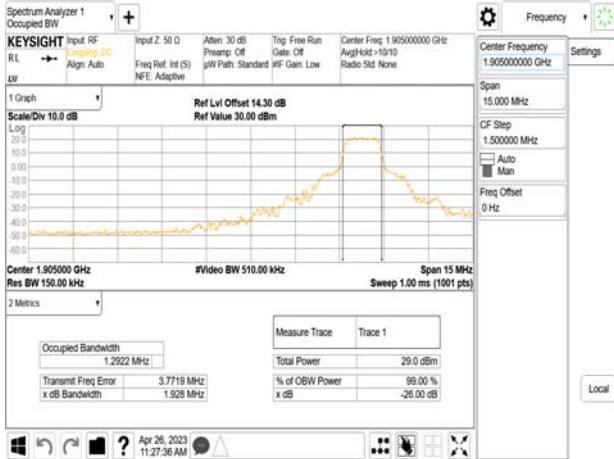 Spectrum Analyzer 1
Occupied BW
Frequency
KEYSIGHT Input: RF
Coupling: DC
Align: Auto
RL
Input Z: 50 Ω
Freq Ref: Int (S)
NFE: Adaptive
Atten: 30 dB
Preamp: Off
µW Path: Standard
Trig: Free Run
Gate: Off
#IF Gain: Low
Center Freq: 1.905000000 GHz
Avg|Hold:>10/10
Radio Std: None
Center Frequency
1.905000000 GHz
Settings
Span
15.000 MHz
CF Step
1.500000 MHz
Auto
Man
Freq Offset
0 Hz
Local
1 Graph
Scale/Div 10.0 dB
Ref Lvl Offset 14.30 dB
Ref Value 30.00 dBm
Log
20.0
10.0
0.00
-10.0
-20.0
-30.0
-40.0
-50.0
-60.0
Center 1.905000 GHz
#Video BW 510.00 kHz
Span 15 MHz
Res BW 150.00 kHz
Sweep 1.00 ms (1001 pts)
2 Metrics
Measure Trace Trace 1
Occupied Bandwidth
1.2922 MHz
Total Power 29.0 dBm
Transmit Freq Error 3.7719 MHz
% of OBW Power 99.00 %
x dB Bandwidth 1.928 MHz
x dB -26.00 dB
?
Apr 26, 2023
11:27:36 AM